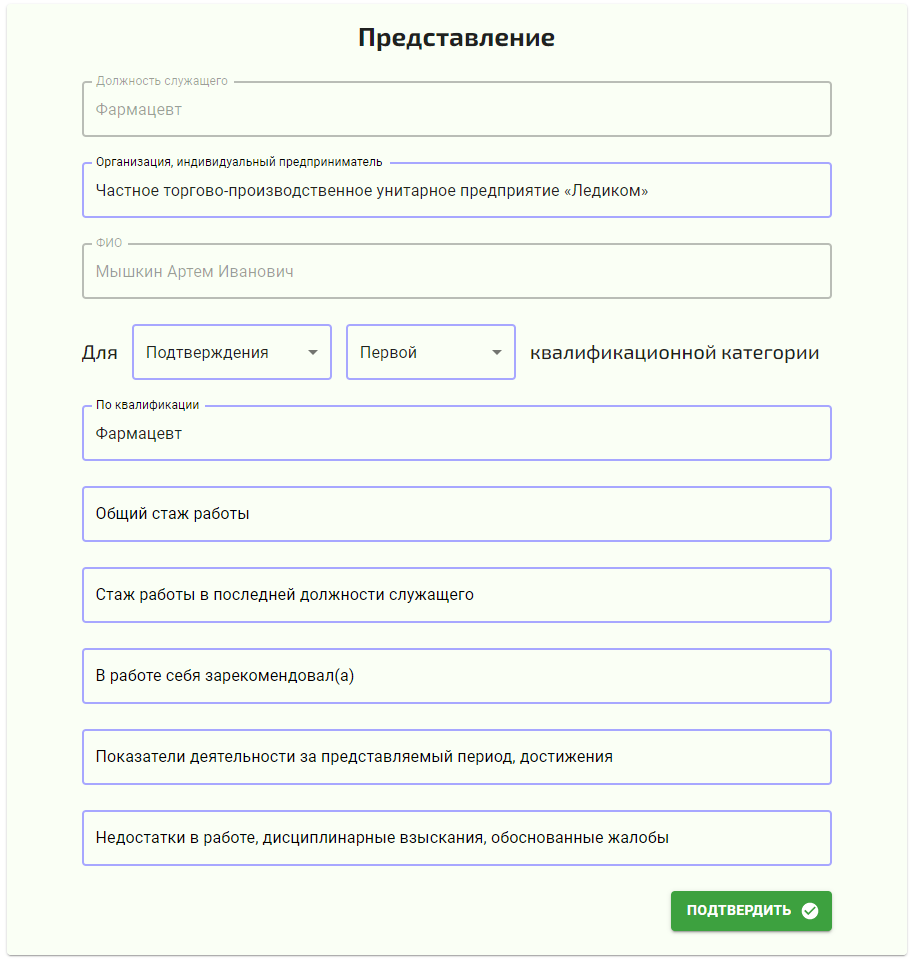 Представление
Должность служащего
Фармацевт
Организация, индивидуальный предприниматель
Частное торгово-производственное унитарное предприятие «Ледиком»
ФИО
Мышкин Артем Иванович
Для Подтверждения Первой квалификационной категории
По квалификации
Фармацевт
Общий стаж работы
Стаж работы в последней должности служащего
В работе себя зарекомендовал(а)
Показатели деятельности за представляемый период, достижения
Недостатки в работе, дисциплинарные взыскания, обоснованные жалобы
ПОДТВЕРДИТЬ